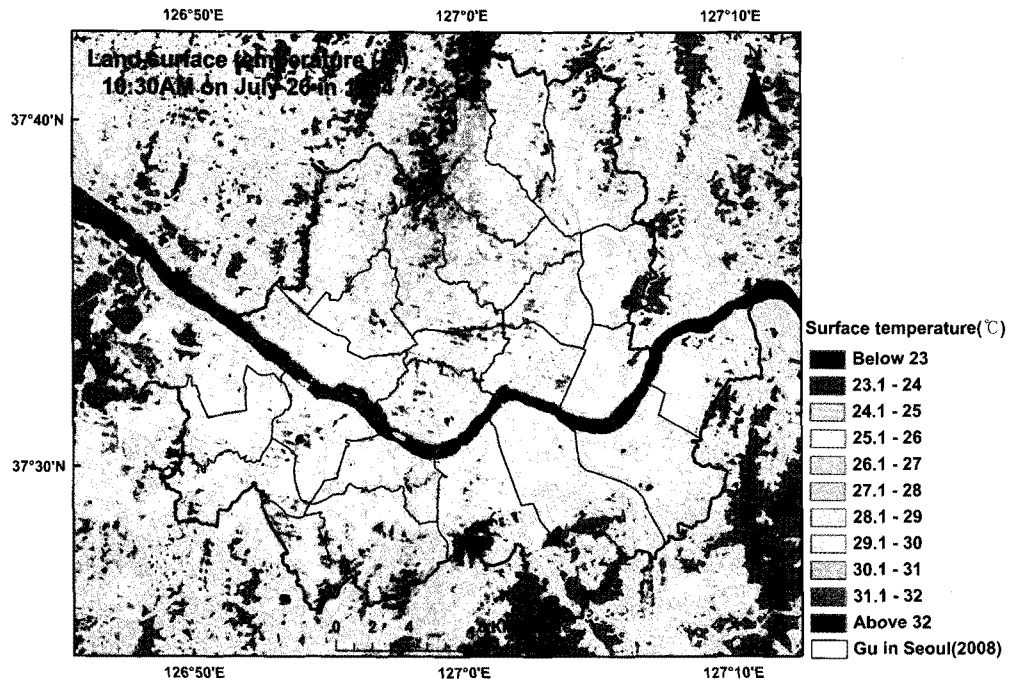 126°50'0"E 127°0'E 127°10'E
Land surface temperature
10:30AM on July 26 in
37°40'N
37°30'N
Surface temperature(℃)
Below 23
23.1 - 24
24.1 - 25
25.1 - 26
26.1 - 27
27.1 - 28
28.1 - 29
29.1 - 30
30.1 - 31
31.1 - 32
Above 32
Gu in Seoul(2008)
0 2 4
126°50'E 127°0'E 127°10'E